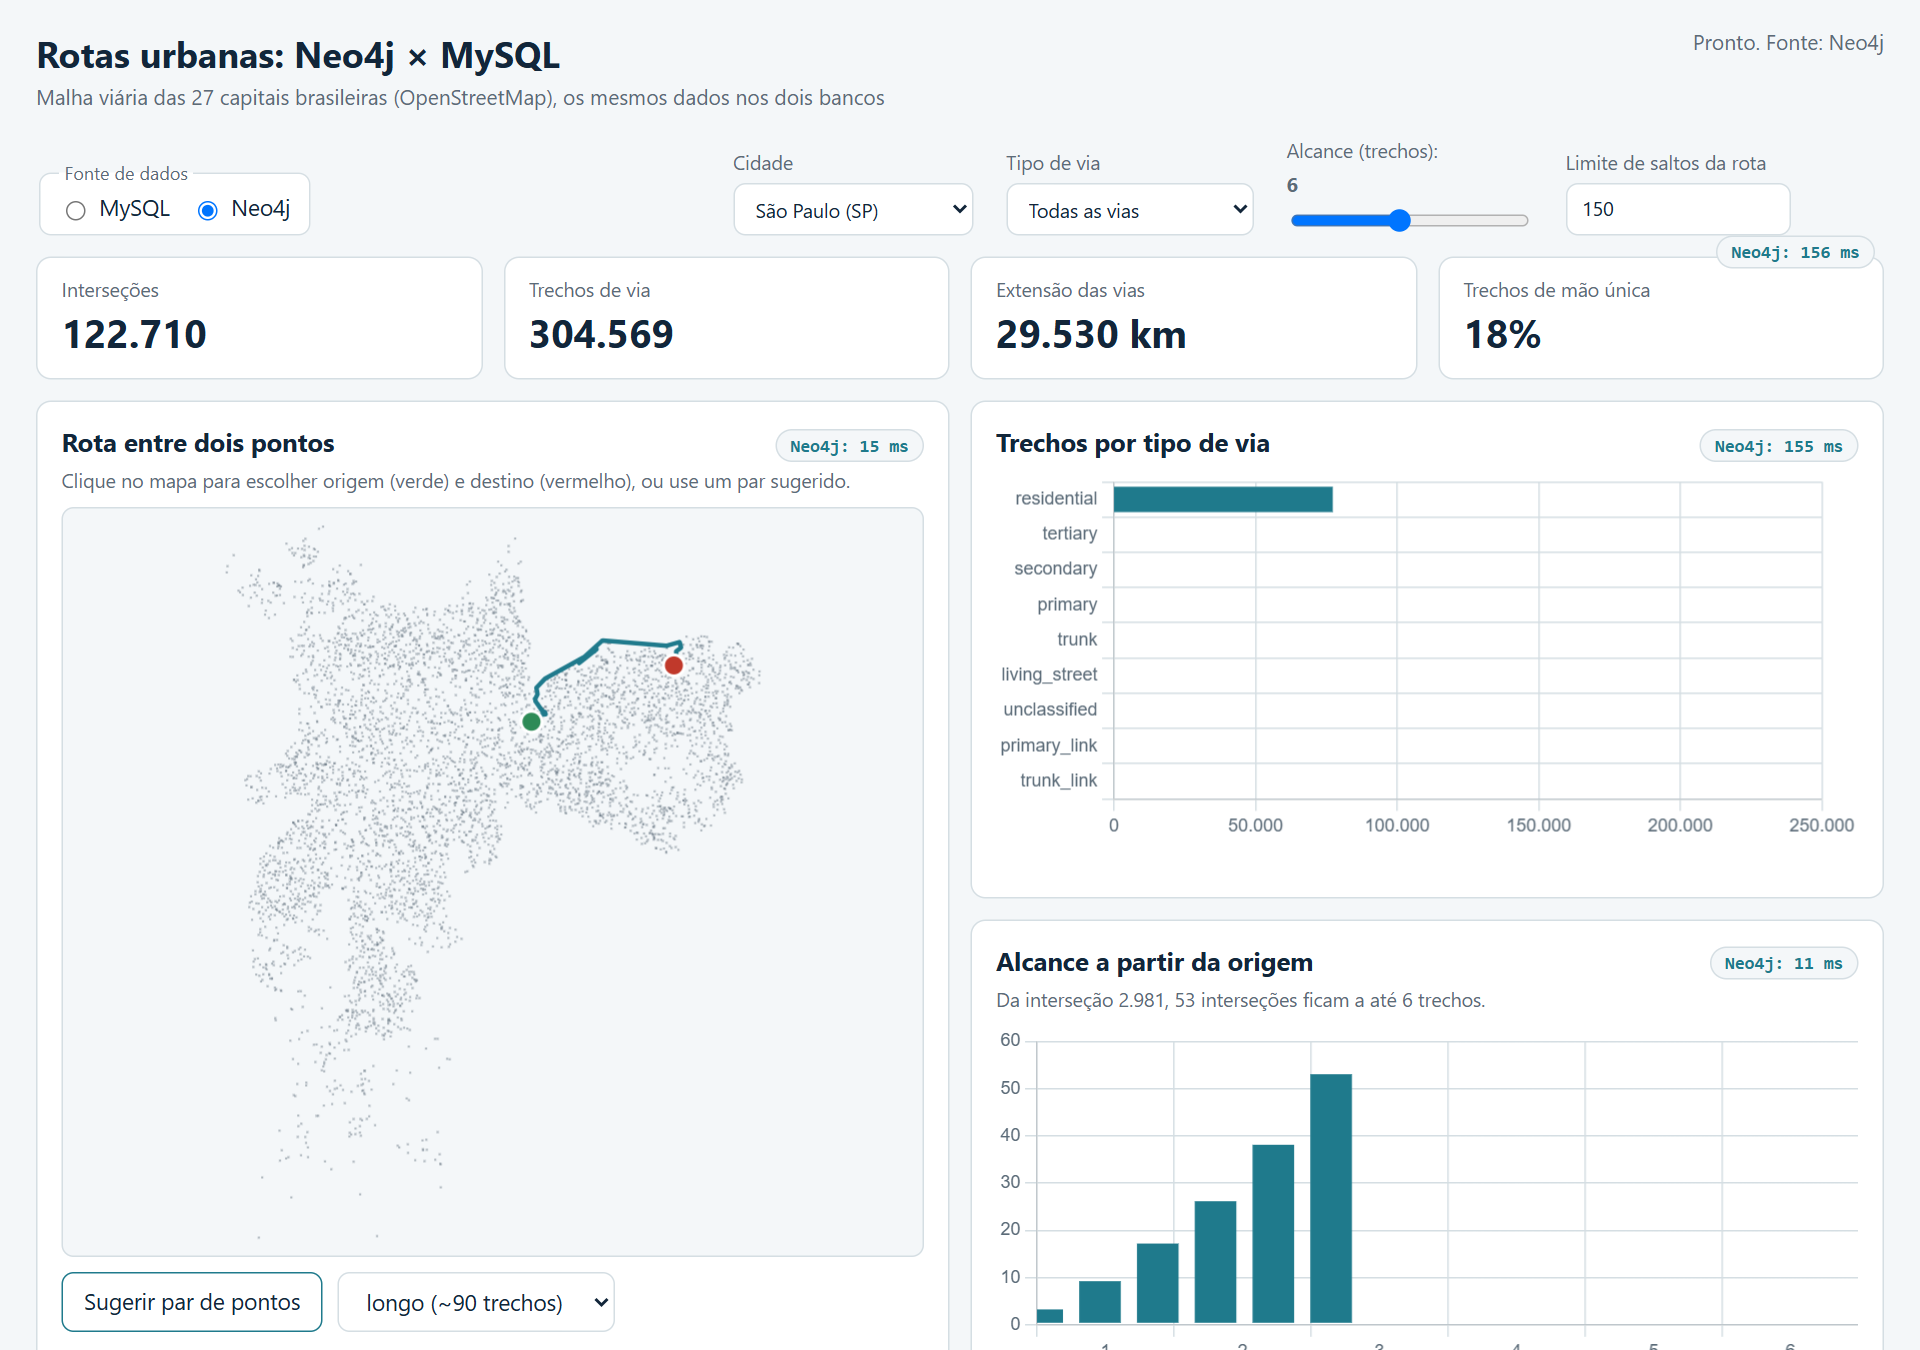 Rotas urbanas: Neo4j × MySQL
Pronto. Fonte: Neo4j
Malha viária das 27 capitais brasileiras (OpenStreetMap), os mesmos dados nos dois bancos
Fonte de dados
MySQL
Neo4j
Cidade
São Paulo (SP)
Tipo de via
Todas as vias
Alcance (trechos):
6
Limite de saltos da rota
150
Neo4j: 156 ms
Interseções
122.710
Trechos de via
304.569
Extensão das vias
29.530 km
Trechos de mão única
18%
Rota entre dois pontos
Neo4j: 15 ms
Clique no mapa para escolher origem (verde) e destino (vermelho), ou use um par sugerido.
Sugerir par de pontos
longo (~90 trechos)
Trechos por tipo de via
Neo4j: 155 ms
residential
tertiary
secondary
primary
trunk
living_street
unclassified
primary_link
trunk_link
0 50.000 100.000 150.000 200.000 250.000
Alcance a partir da origem
Neo4j: 11 ms
Da interseção 2.981, 53 interseções ficam a até 6 trechos.
60
50
40
30
20
10
0
1 2 3 4 5 6